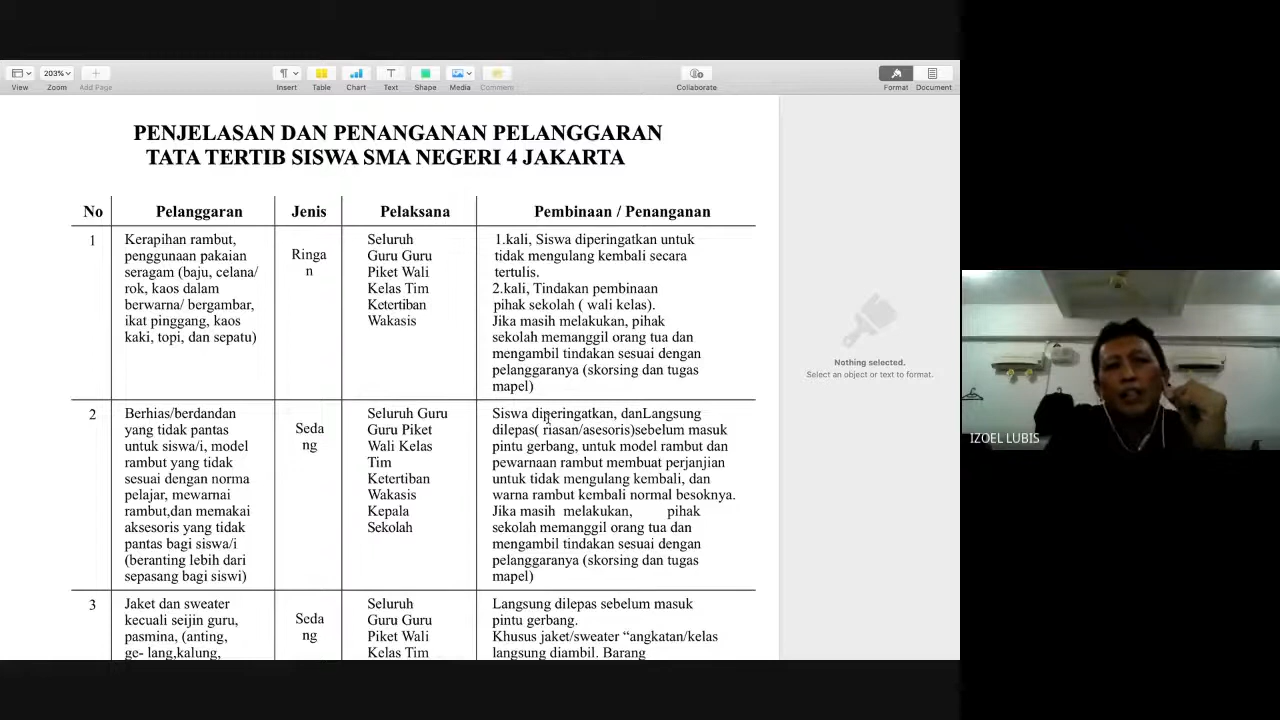 203%
View
Zoom
Add Page
Insert
Table
Chart
Text
Shape
Media
Comment
Collaborate
Format
Document
PENJELASAN DAN PENANGANAN PELANGGARAN
TATA TERTIB SISWA SMA NEGERI 4 JAKARTA
No
Pelanggaran
Jenis
Pelaksana
Pembinaan / Penanganan
1
Kerapihan rambut,
penggunaan pakaian
seragam (baju, celana/
rok, kaos dalam
berwarna/ bergambar,
ikat pinggang, kaos
kaki, topi, dan sepatu)
Ringa
n
Seluruh
Guru Guru
Piket Wali
Kelas Tim
Ketertiban
Wakasis
1.kali, Siswa diperingatkan untuk
tidak mengulang kembali secara
tertulis.
2.kali, Tindakan pembinaan
pihak sekolah ( wali kelas).
Jika masih melakukan, pihak
sekolah memanggil orang tua dan
mengambil tindakan sesuai dengan
pelanggaranya (skorsing dan tugas
mapel)
2
Berhias/berdandan
yang tidak pantas
untuk siswa/i, model
rambut yang tidak
sesuai dengan norma
pelajar, mewarnai
rambut,dan memakai
aksesoris yang tidak
pantas bagi siswa/i
(beranting lebih dari
sepasang bagi siswi)
Seda
ng
Seluruh Guru
Guru Piket
Wali Kelas
Tim
Ketertiban
Wakasis
Kepala
Sekolah
Siswa diperingatkan, danLangsung
dilepas( riasan/asesoris)sebelum masuk
pintu gerbang, untuk model rambut dan
pewarnaan rambut membuat perjanjian
untuk tidak mengulang kembali, dan
warna rambut kembali normal besoknya.
Jika masih melakukan, pihak
sekolah memanggil orang tua dan
mengambil tindakan sesuai dengan
pelanggaranya (skorsing dan tugas
mapel)
3
Jaket dan sweater
kecuali seijin guru,
pasmina, (anting,
ge- lang,kalung,
Seda
ng
Seluruh
Guru Guru
Piket Wali
Kelas Tim
Langsung dilepas sebelum masuk
pintu gerbang.
Khusus jaket/sweater “angkatan/kelas
langsung diambil. Barang
Nothing selected.
Select an object or text to format.
IZOEL LUBIS